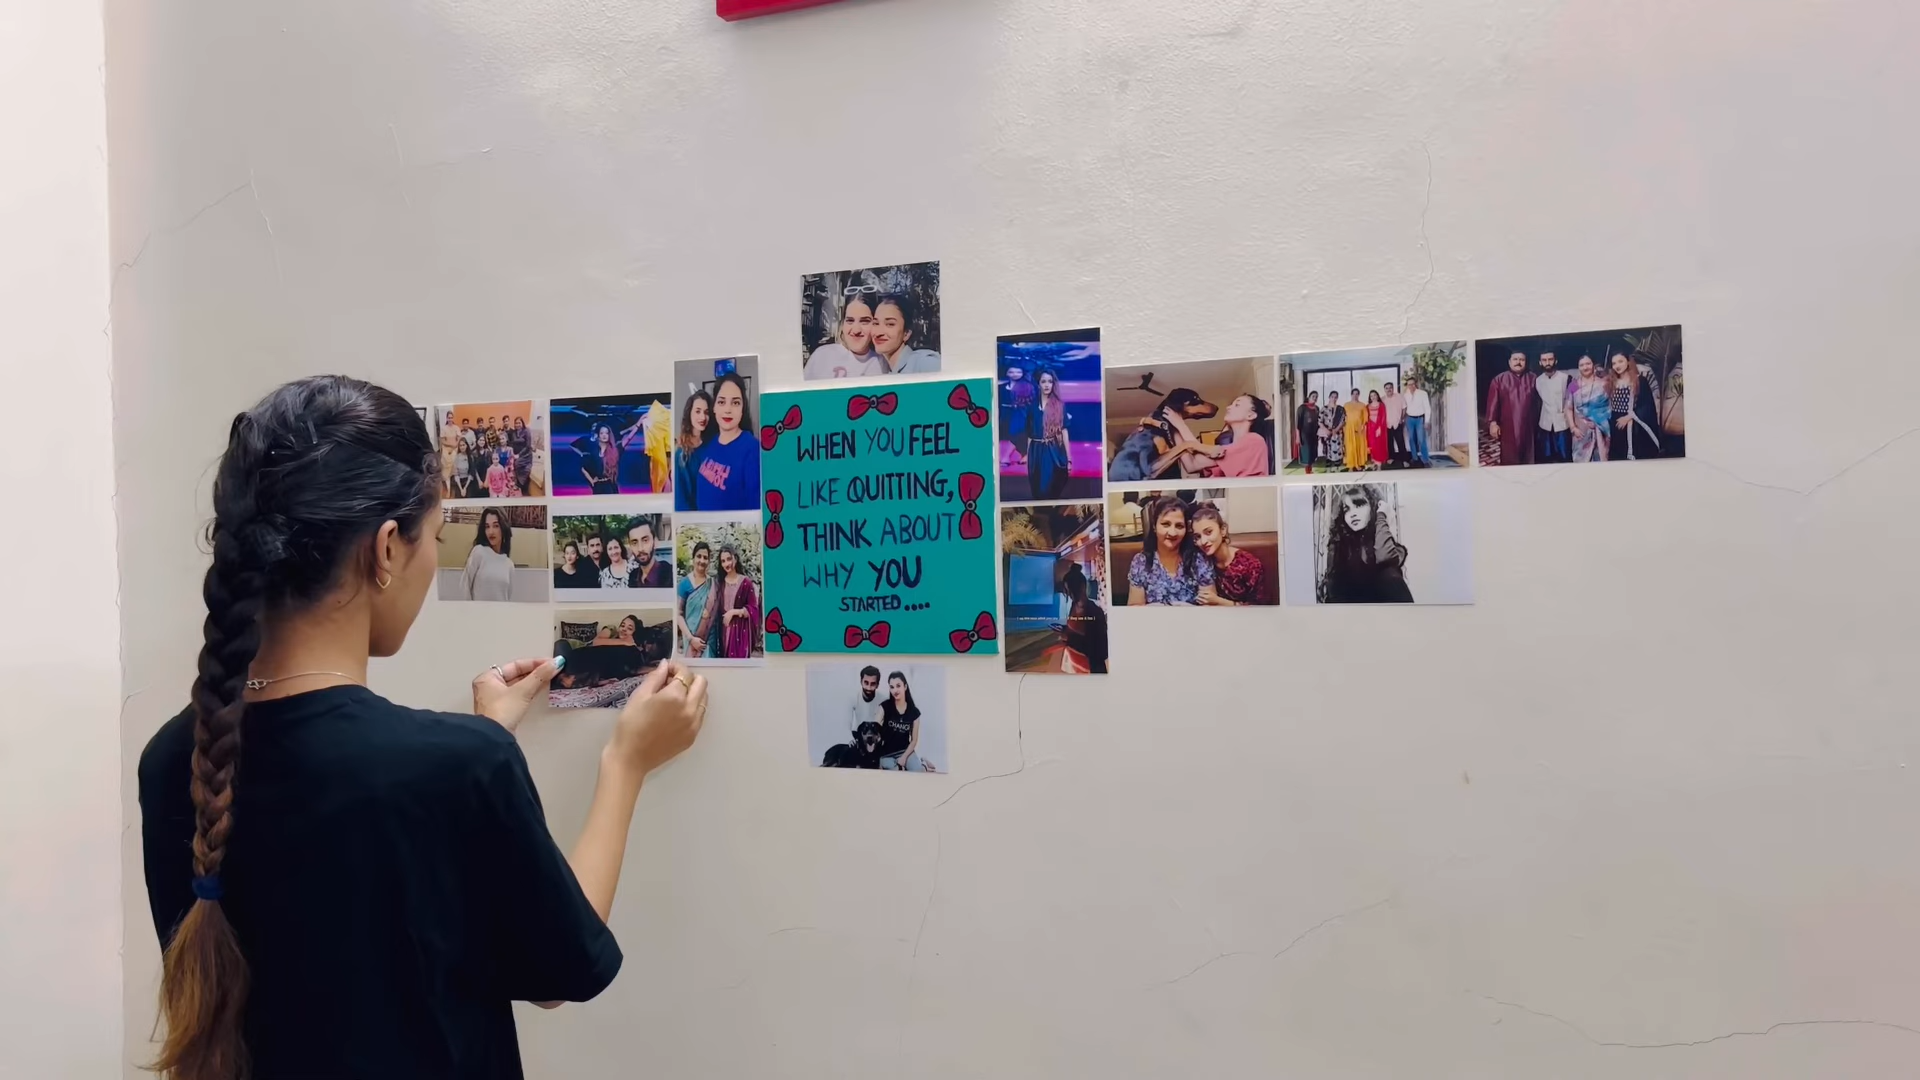 WHEN YOU FEEL
LIKE QUITTING,
THINK ABOUT
WHY YOU
STARTED....